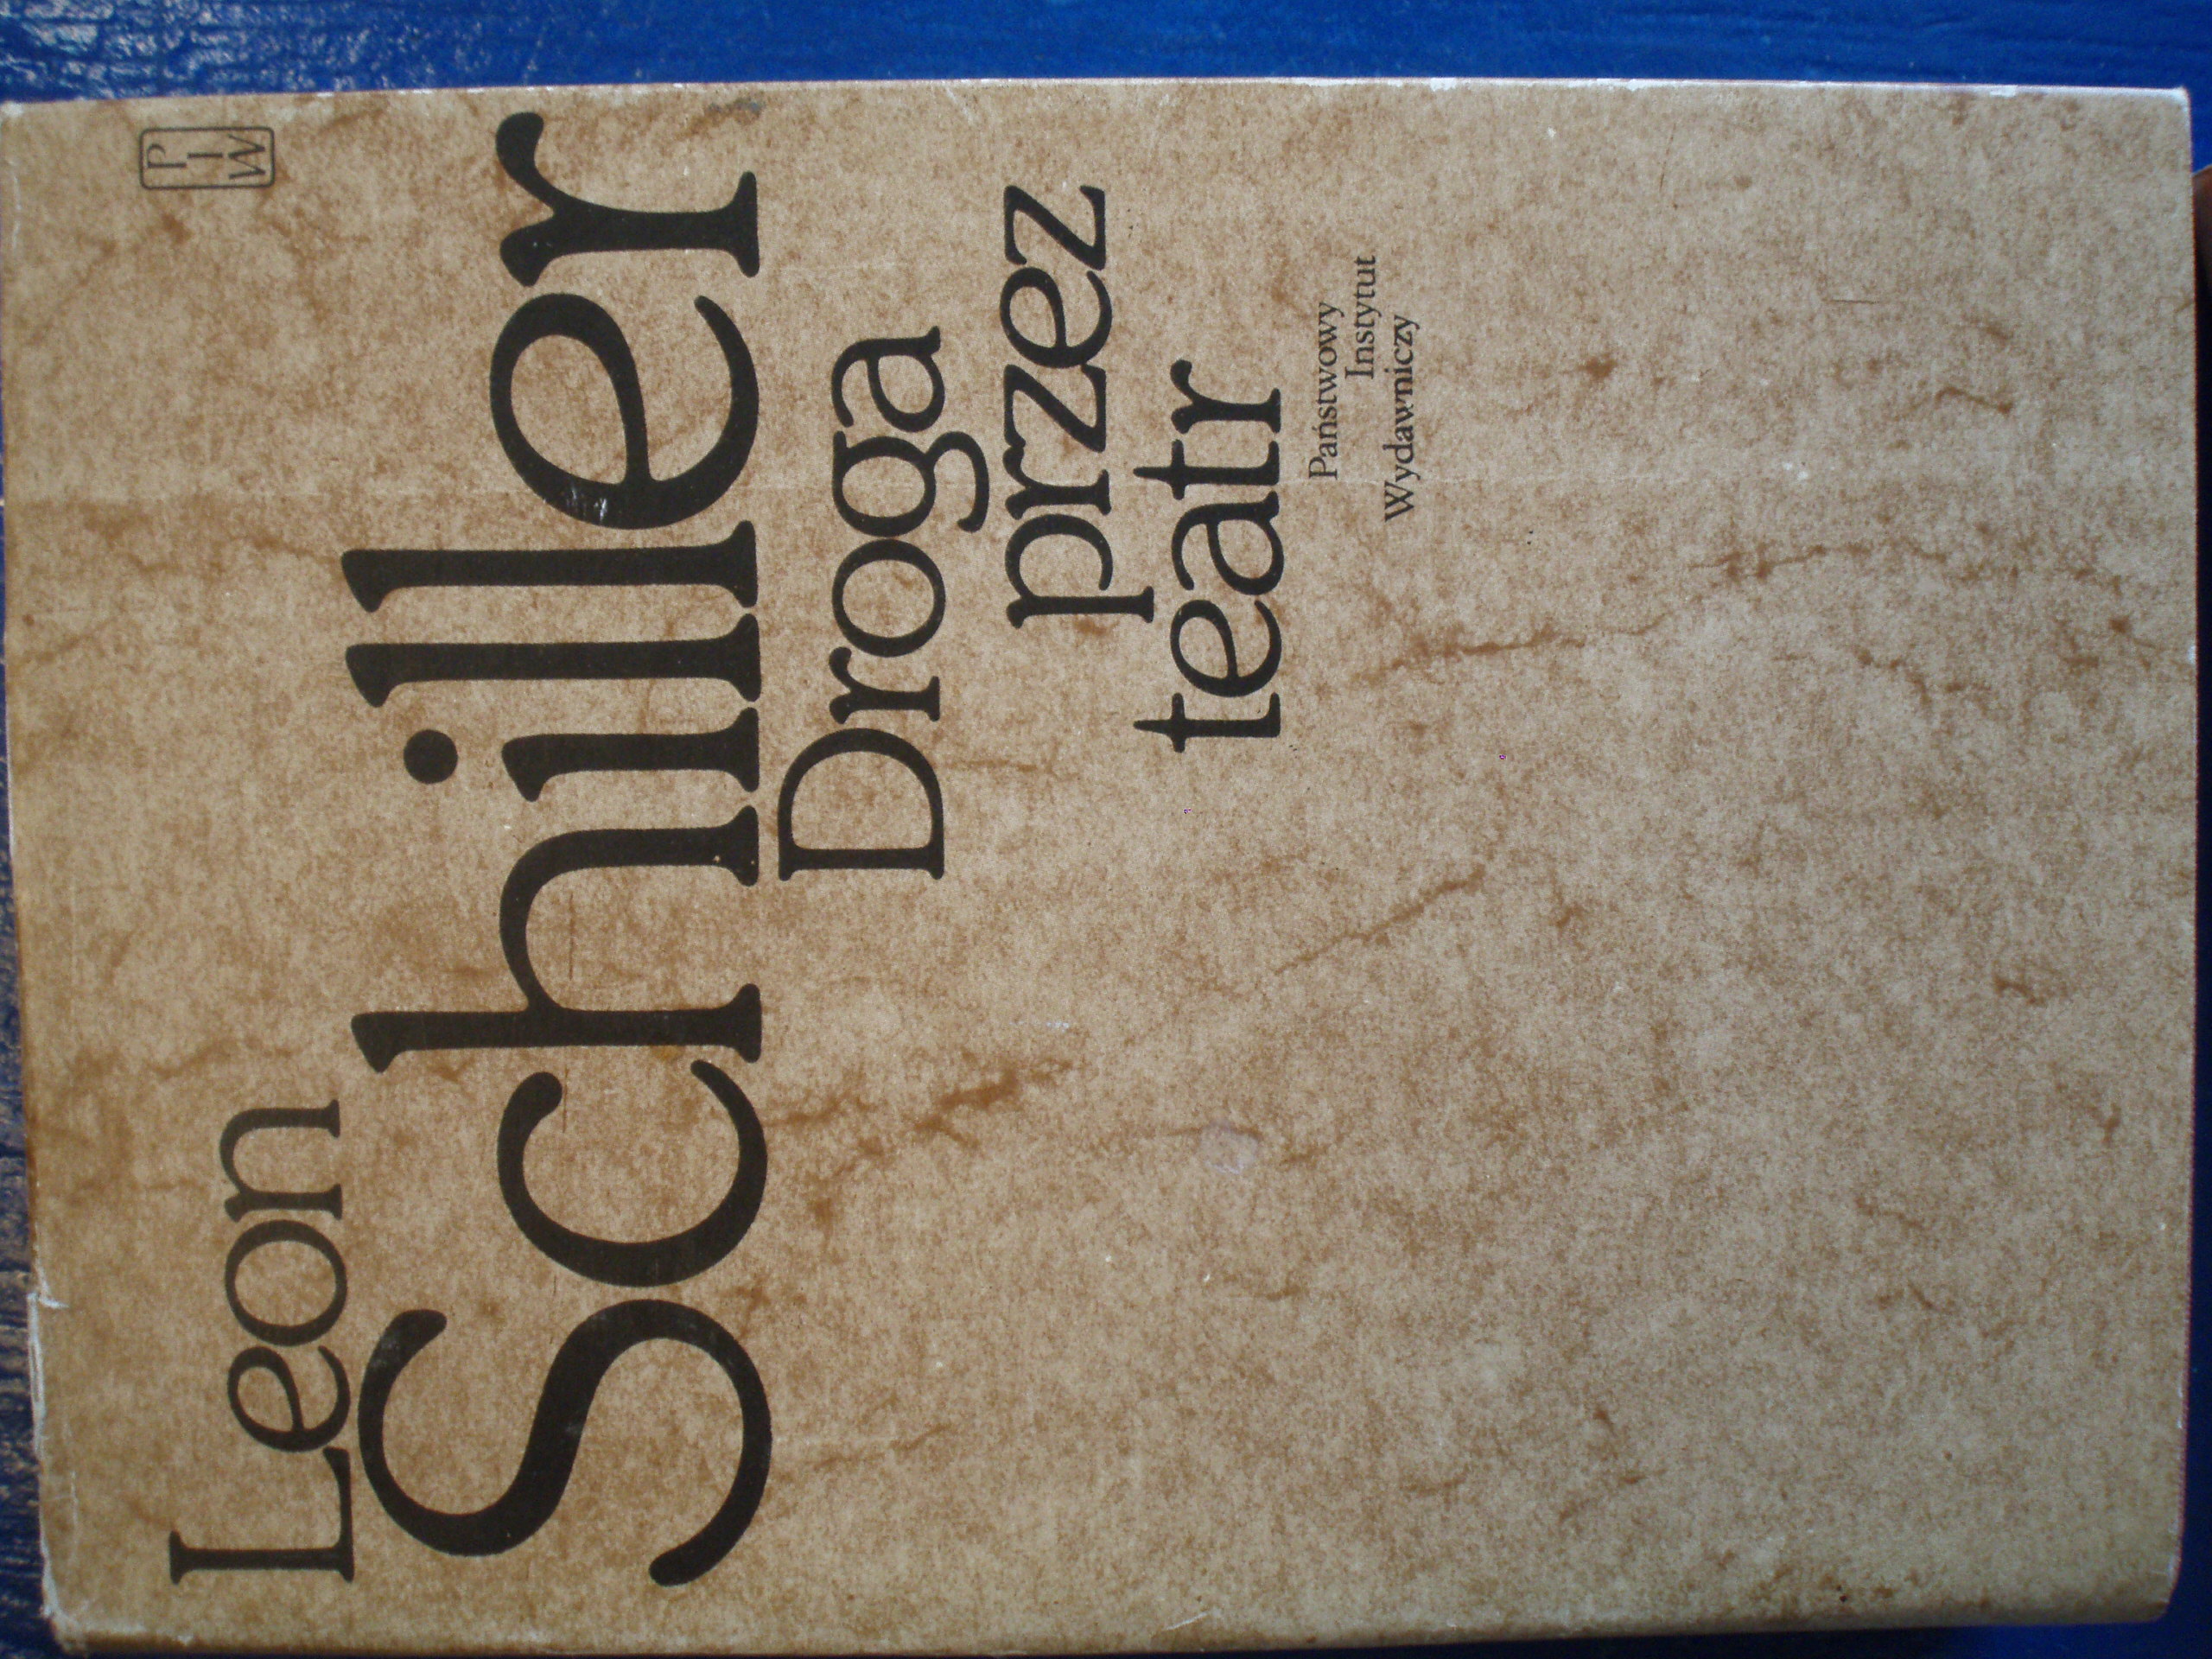 PIW
Leon
Schiller
Droga
przez
teatr
Państwowy
Instytut
Wydawniczy